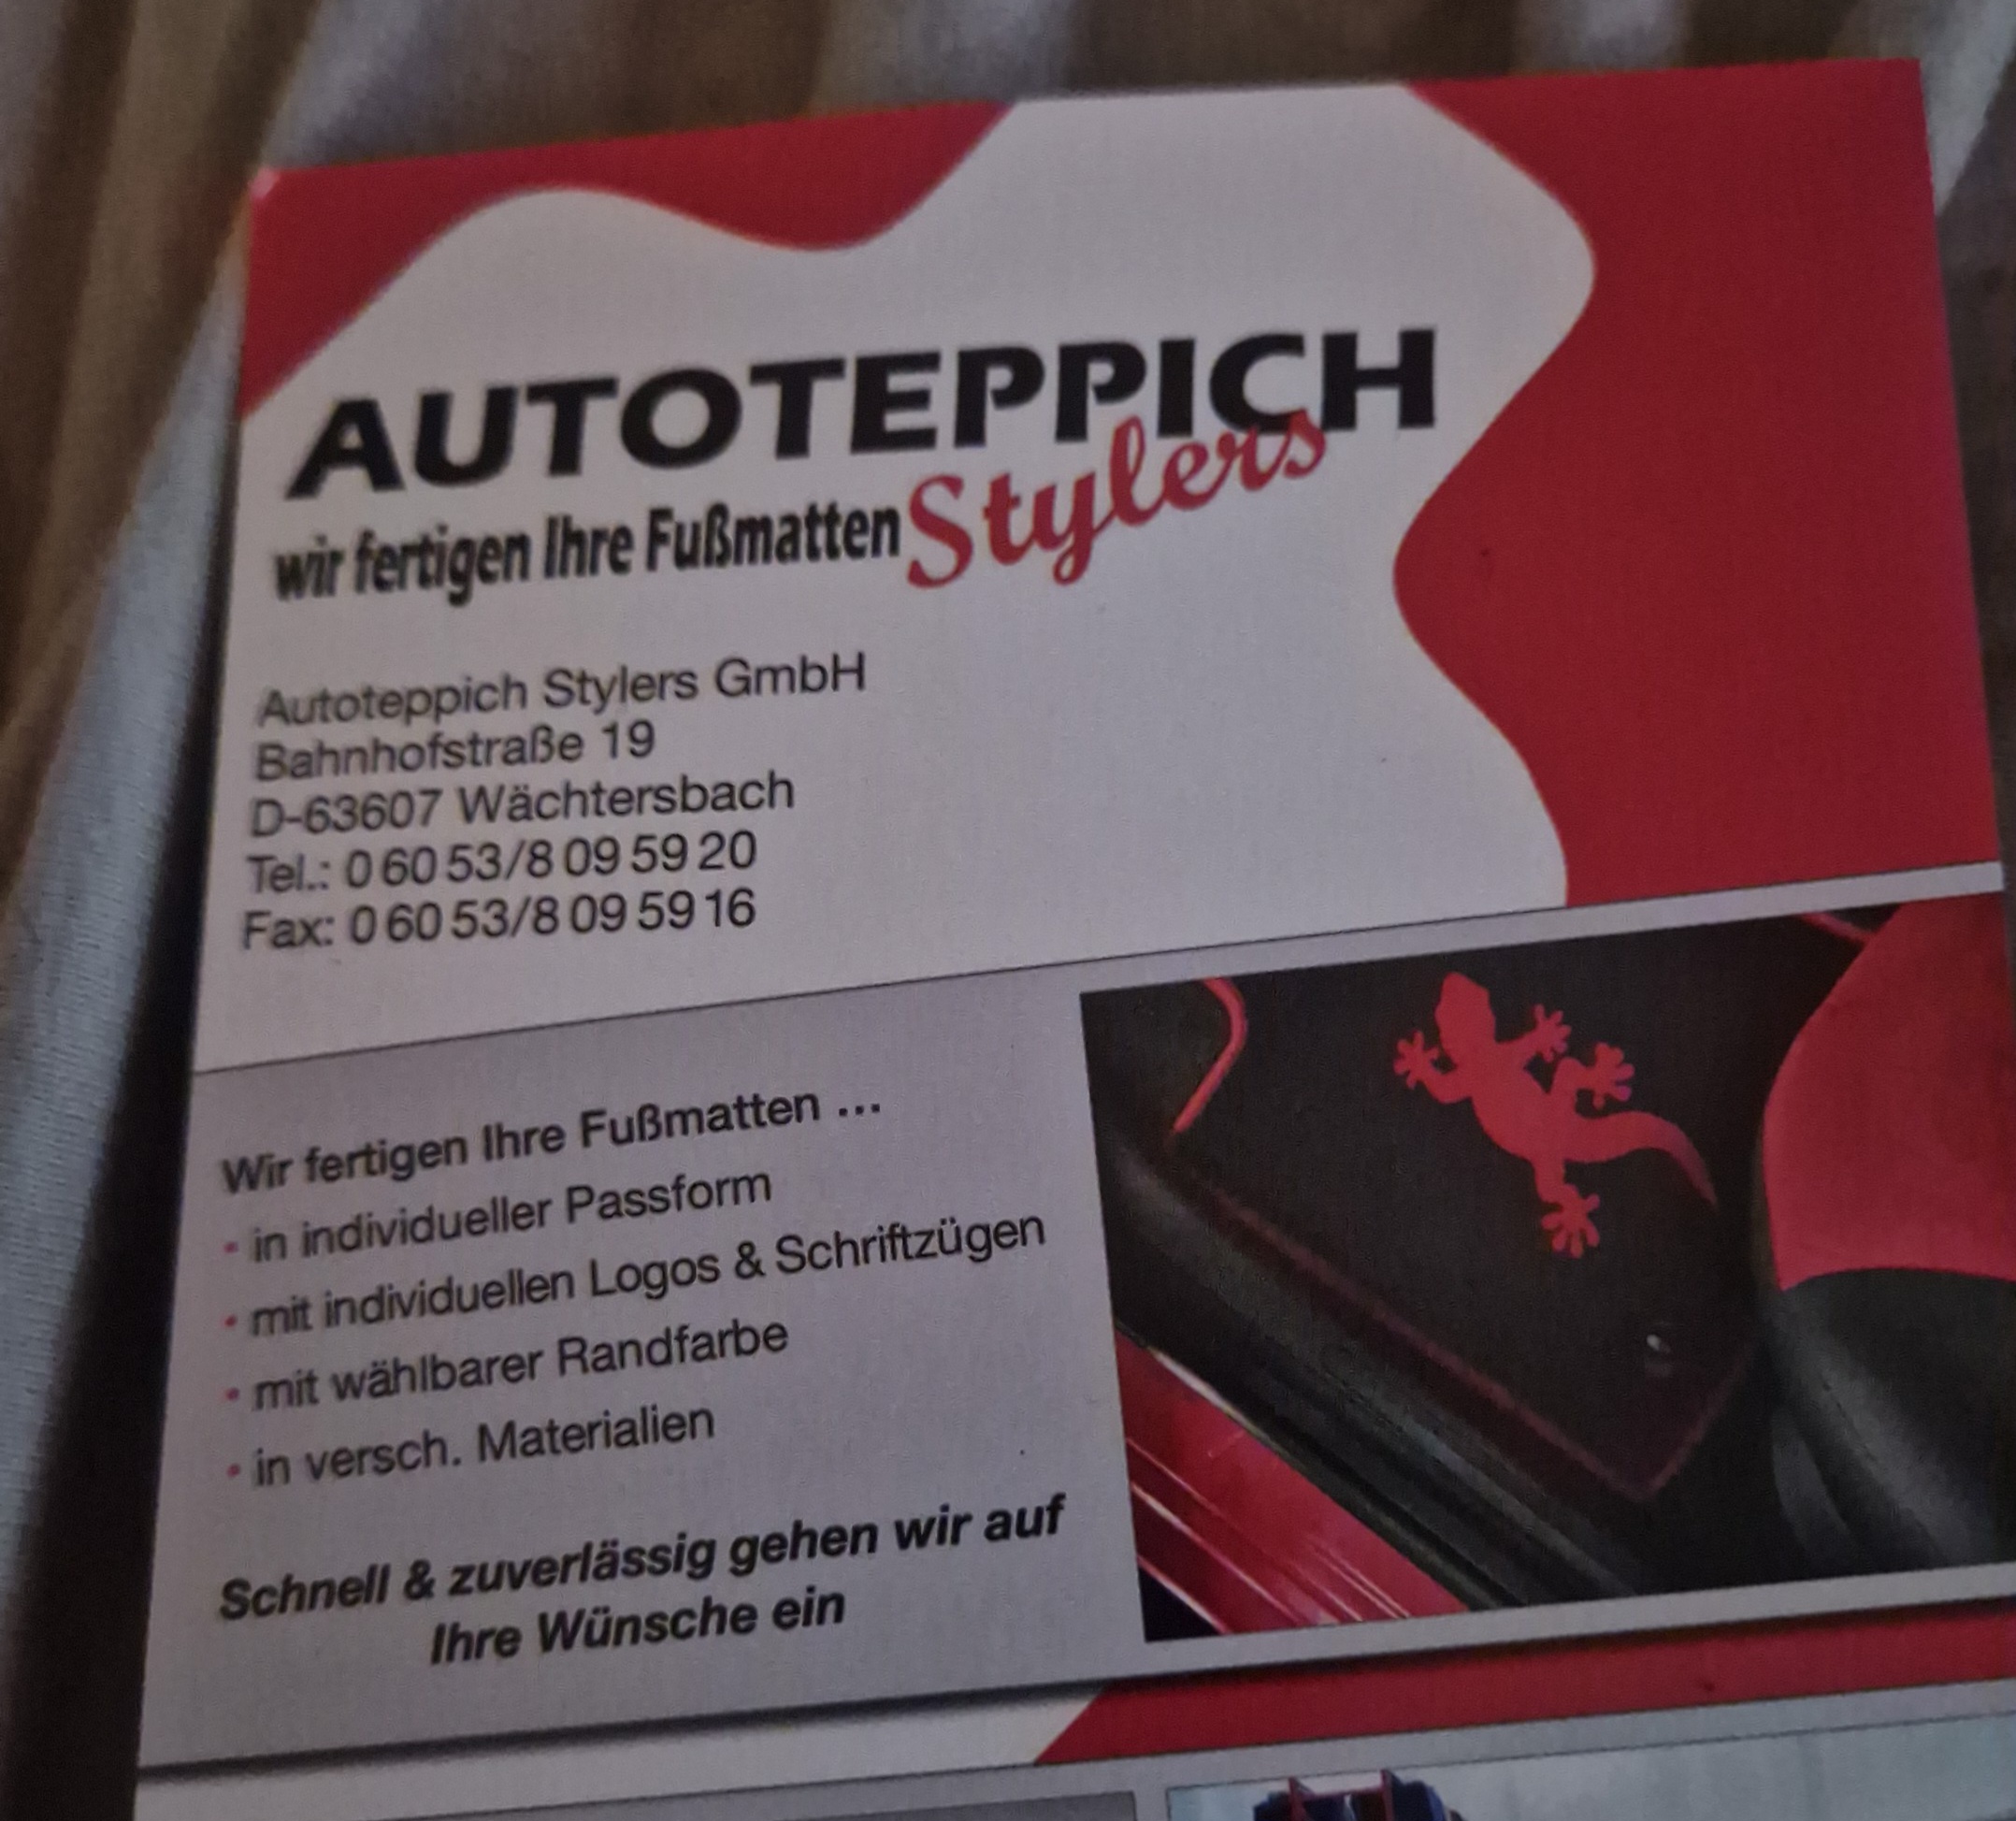 AUTOTEPPICH
wir fertigen Ihre Fußmatten Stylers
Autoteppich Stylers GmbH
Bahnhofstraße 19
D-63607 Wächtersbach
Tel.: 0 60 53/8 09 59 20
Fax: 0 60 53/8 09 59 16
Wir fertigen Ihre Fußmatten ...
• in individueller Passform
• mit individuellen Logos & Schriftzügen
• mit wählbarer Randfarbe
• in versch. Materialien
Schnell & zuverlässig gehen wir auf
Ihre Wünsche ein